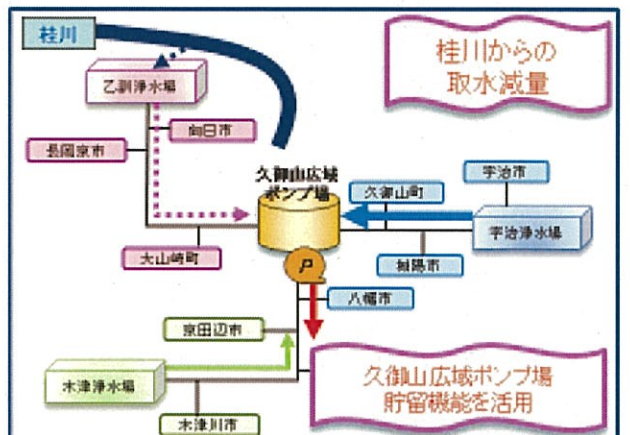 桂川
桂川からの
取水減量
乙訓浄水場
向日市
長岡京市
久御山広域
ポンプ場
久御山町
宇治市
宇治浄水場
大山崎町
城陽市
P
八幡市
京田辺市
木津浄水場
久御山広域ポンプ場
貯留機能を活用
木津川市